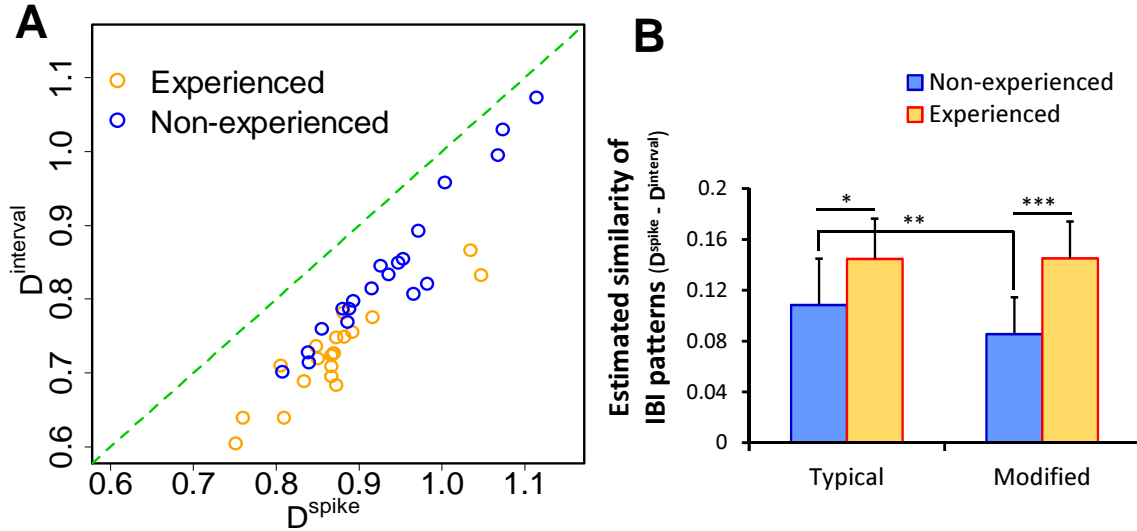 A
Experienced
Non-experienced
D^interval
1.1
1.0
0.9
0.8
0.7
0.6
0.6 0.7 0.8 0.9 1.0 1.1
D^spike
B
Non-experienced
Experienced
Estimated similarity of
IBI patterns (D^spike - D^interval)
0.2
0.16
0.12
0.08
0.04
0
* ** ***
Typical Modified